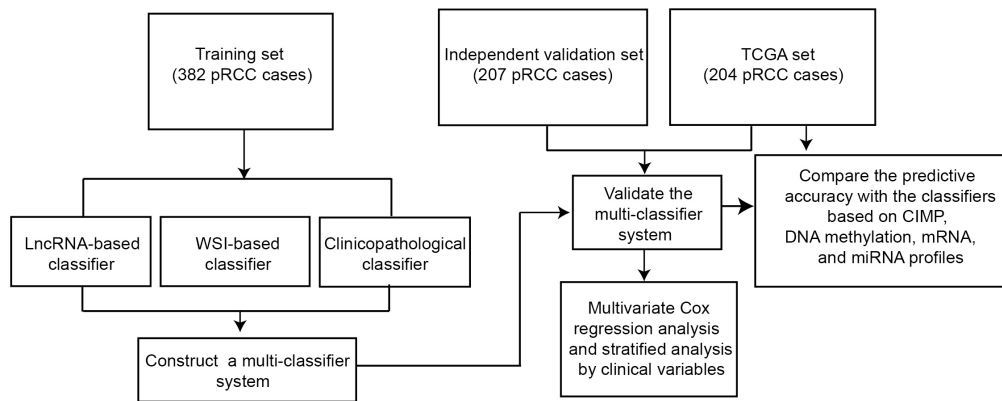 Training set
(382 pRCC cases)
Independent validation set
(207 pRCC cases)
TCGA set
(204 pRCC cases)
LncRNA-based
classifier
WSI-based
classifier
Clinicopathological
classifier
Construct a multi-classifier
system
Validate the
multi-classifier
system
Compare the predictive
accuracy with the classifiers
based on CIMP,
DNA methylation, mRNA,
and miRNA profiles
Multivariate Cox
regression analysis
and stratified analysis
by clinical variables